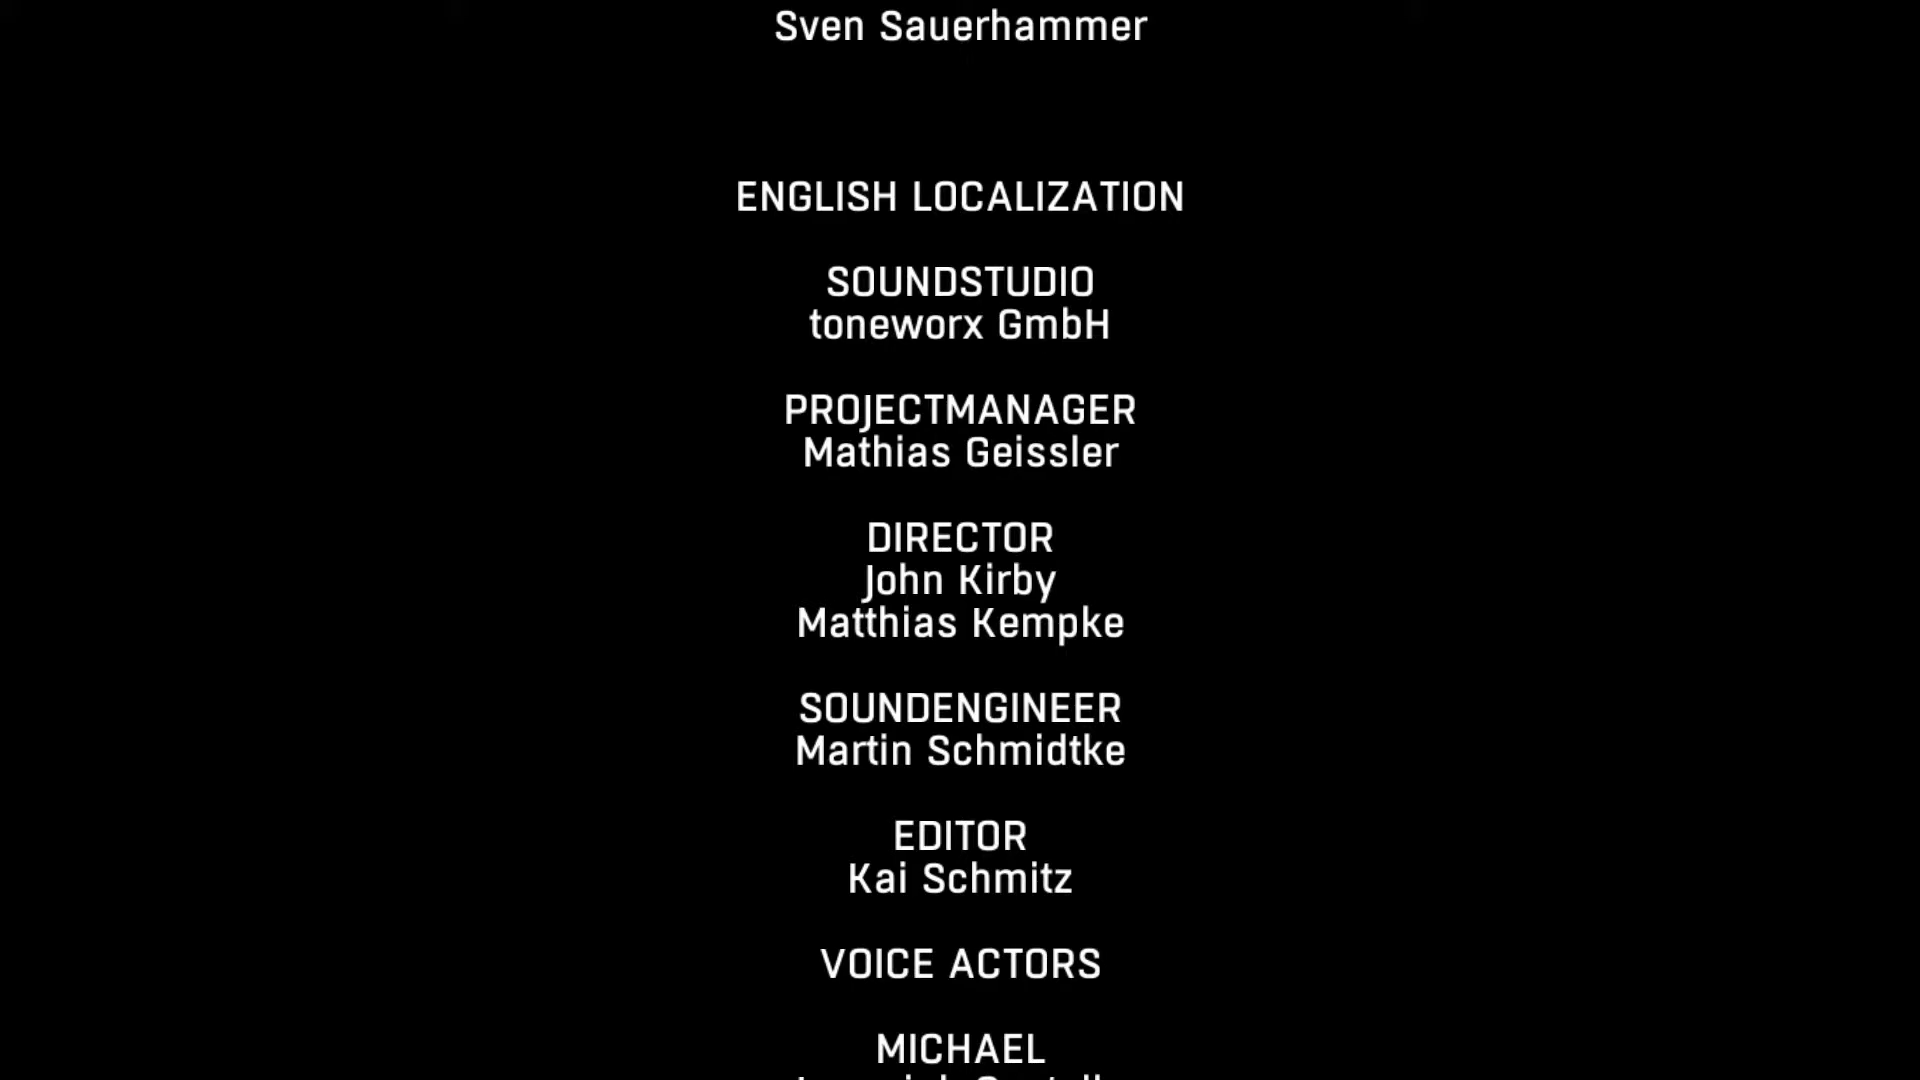 Sven Sauerhammer
ENGLISH LOCALIZATION
SOUNDSTUDIO
toneworx GmbH
PROJECTMANAGER
Mathias Geissler
DIRECTOR
John Kirby
Matthias Kempke
SOUNDENGINEER
Martin Schmidtke
EDITOR
Kai Schmitz
VOICE ACTORS
MICHAEL